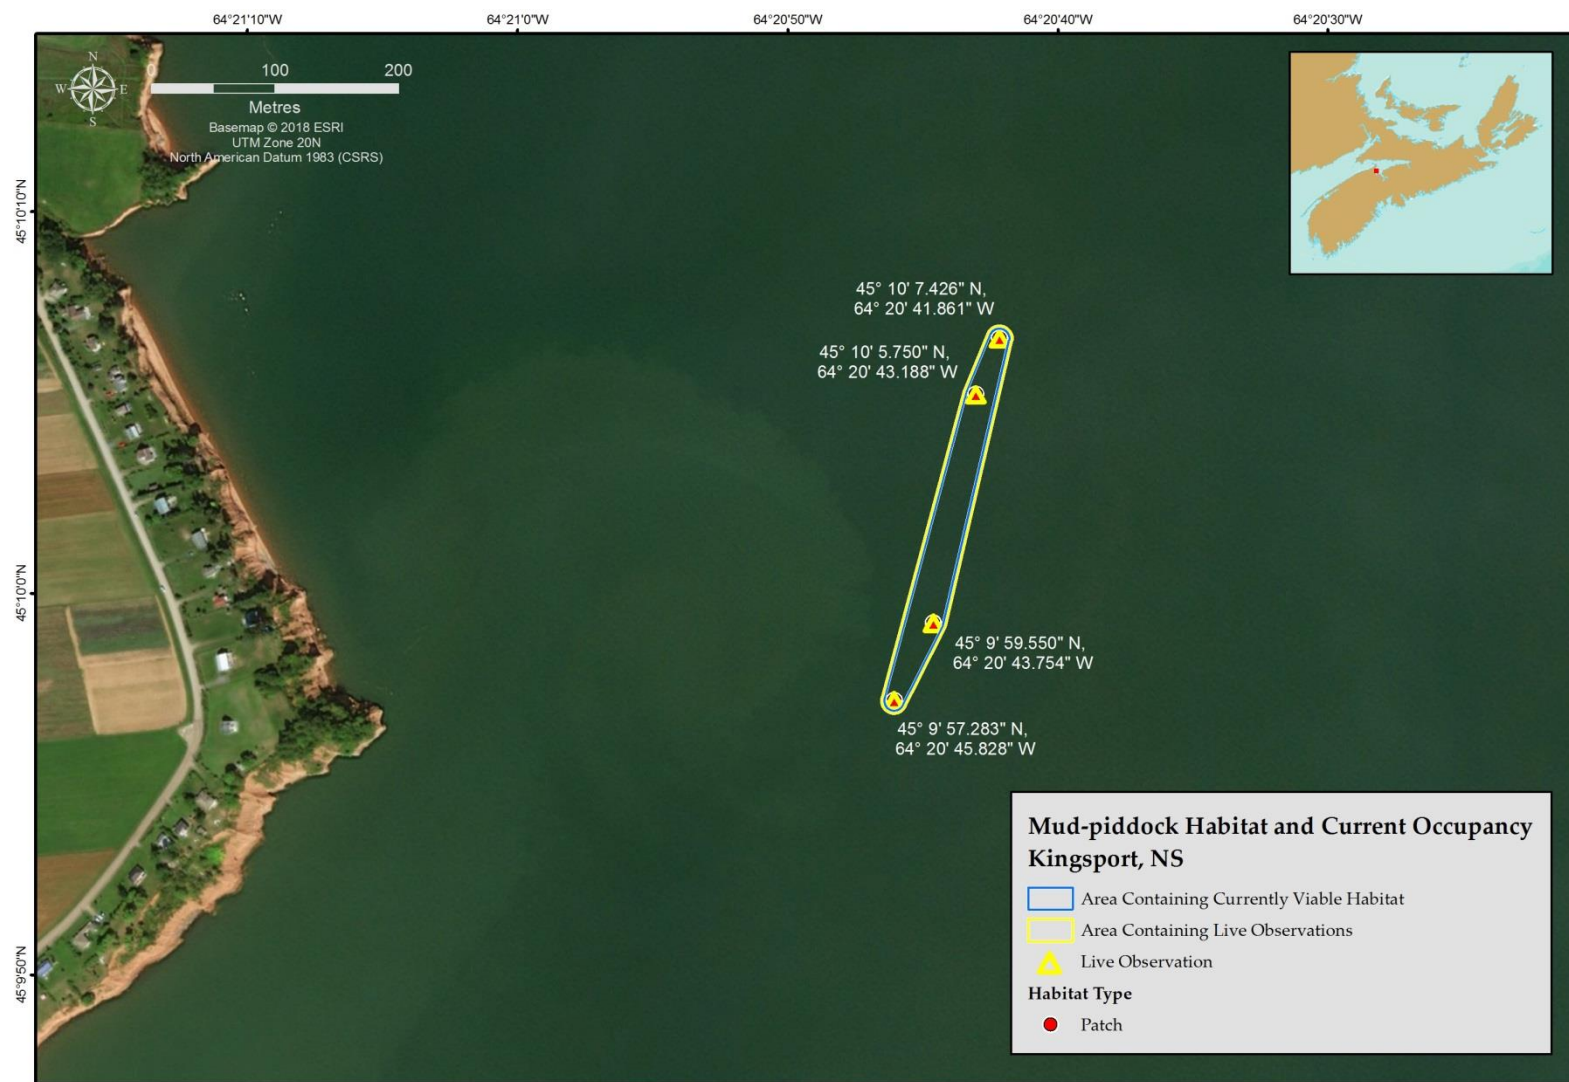 64°21'10"W
64°21'0"W
64°20'50"W
64°20'40"W
64°20'30"W
45°10'10"N
45°10'0"N
45°9'50"N
N
W
E
S
0
100
200
Metres
Basemap © 2018 ESRI
UTM Zone 20N
North American Datum 1983 (CSRS)
45° 10' 7.426" N,
64° 20' 41.861" W
45° 10' 5.750" N,
64° 20' 43.188" W
45° 9' 59.550" N,
64° 20' 43.754" W
45° 9' 57.283" N,
64° 20' 45.828" W
Mud-piddock Habitat and Current Occupancy
Kingsport, NS
Area Containing Currently Viable Habitat
Area Containing Live Observations
Live Observation
Habitat Type
Patch